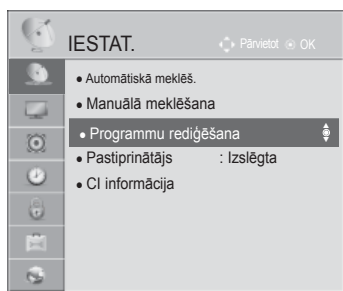 IESTAT. Pārvietot OK
• Automātiskā meklēš.
• Manuālā meklēšana
• Programmu rediģēšana
• Pastiprinātājs : Izslēgta
• CI informācija